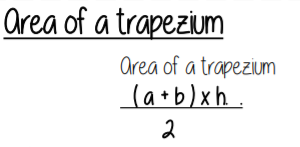 Area of a trapezium
Area of a trapezium
(a + b) x h.
2